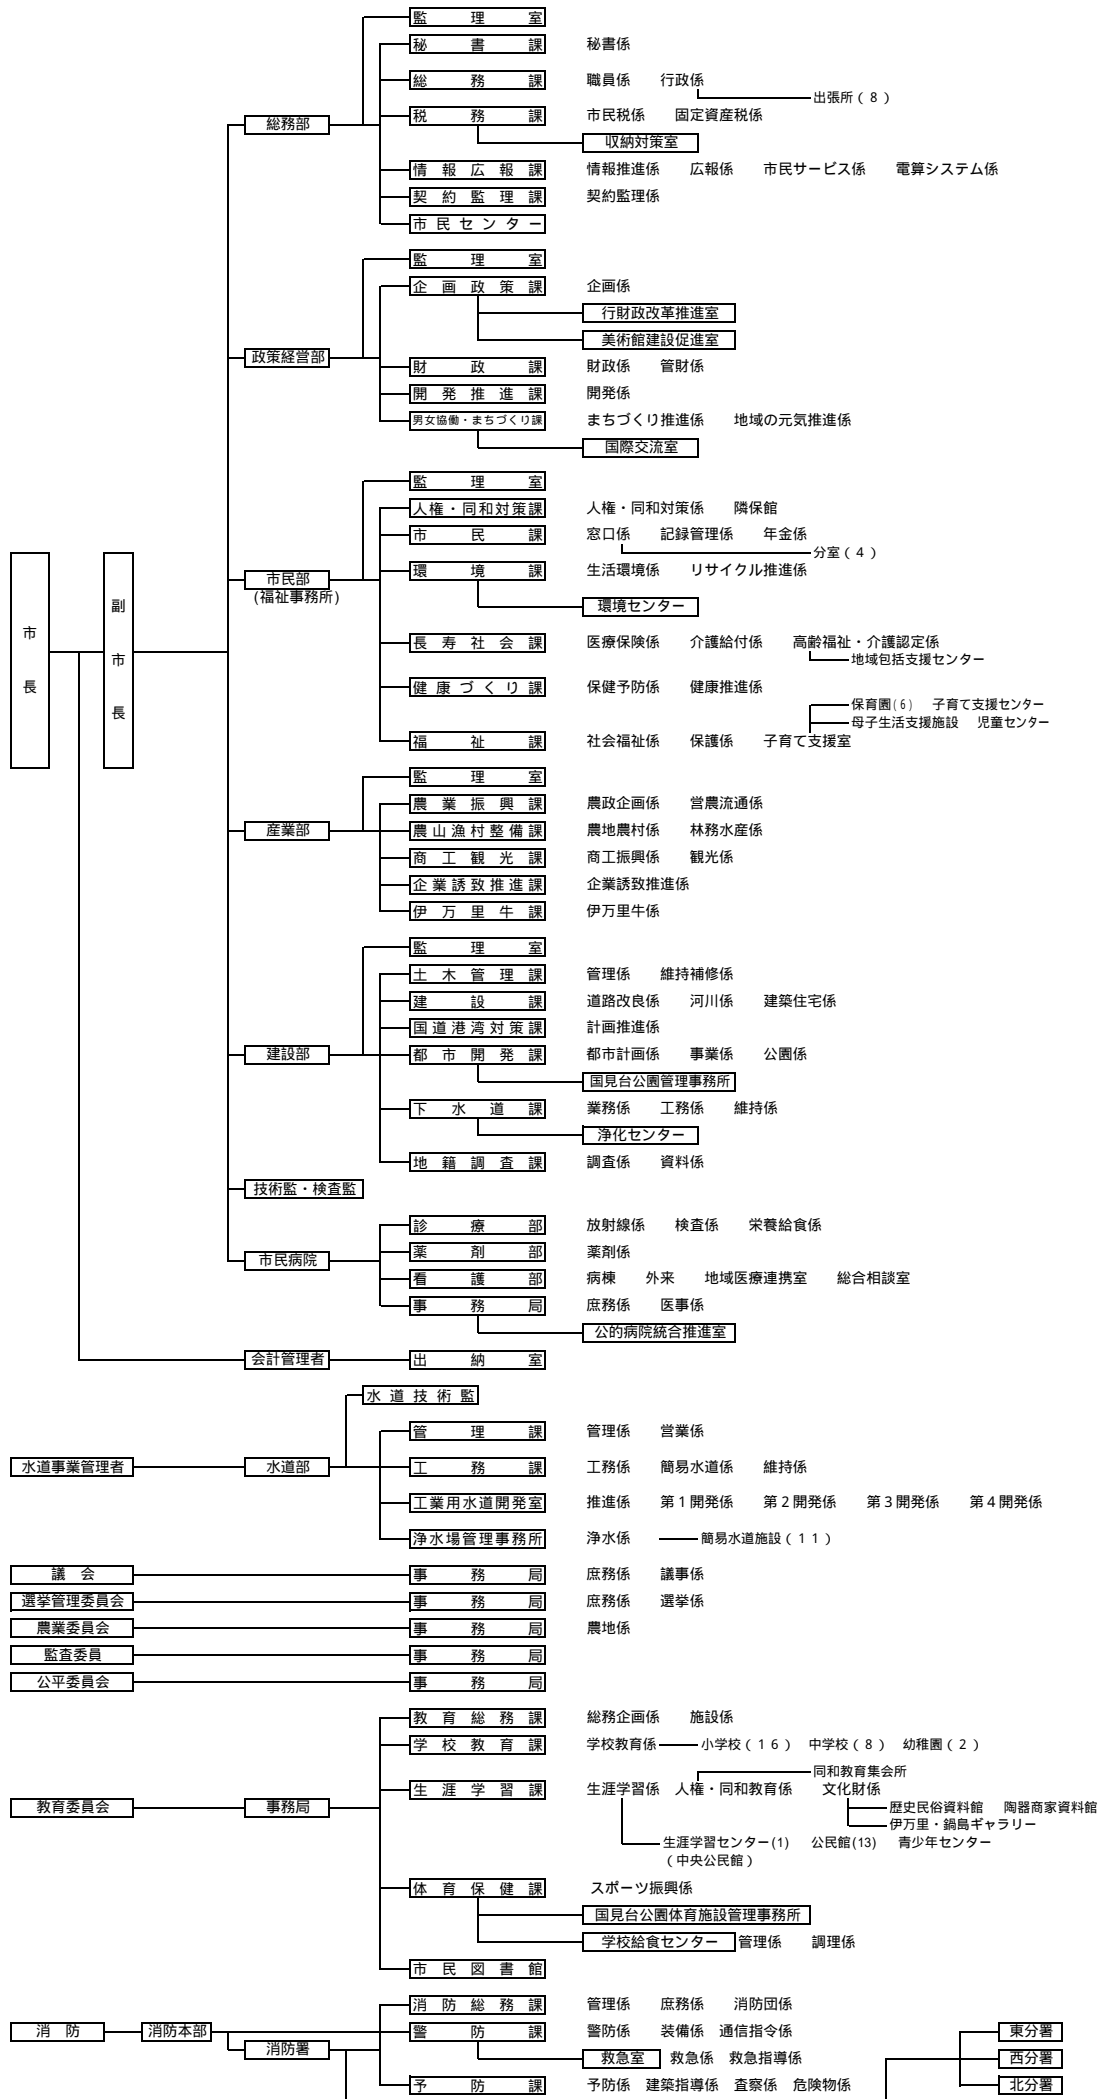 監理室
秘書課 秘書係
総務課 職員係 行政係
出張所(8)
税務課 市民税係 固定資産税係
総務部
収納対策室
情報広報課 情報推進係 広報係 市民サービス係 電算システム係
契約監理課 契約監理係
市民センター
監理室
企画政策課 企画係
行財政改革推進室
美術館建設促進室
政策経営部
財政課 財政係 管財係
開発推進課 開発係
男女協働・まちづくり課 まちづくり推進係 地域の元気推進係
国際交流室
監理室
人権・同和対策課 人権・同和対策係 隣保館
市民課 窓口係 記録管理係 年金係
分室(4)
市民部 環境課 生活環境係 リサイクル推進係
(福祉事務所)
環境センター
市長 副市長
長寿社会課 医療保険係 介護給付係 高齢福祉・介護認定係
地域包括支援センター
健康づくり課 保健予防係 健康推進係
保育園(6) 子育て支援センター
母子生活支援施設 児童センター
福祉課 社会福祉係 保護係 子育て支援室
監理室
農業振興課 農政企画係 営農流通係
産業部 農山漁村整備課 農地農村係 林務水産係
商工観光課 商工振興係 観光係
企業誘致推進課 企業誘致推進係
伊万里牛課 伊万里牛係
監理室
土木管理課 管理係 維持補修係
建設課 道路改良係 河川係 建築住宅係
国道港湾対策課 計画推進係
建設部 都市開発課 都市計画係 事業係 公園係
国見台公園管理事務所
下水道課 業務係 工務係 維持係
浄化センター
地籍調査課 調査係 資料係
技術監・検査監
診療部 放射線係 検査係 栄養給食係
薬剤部 薬剤係
市民病院
看護部 病棟 外来 地域医療連携室 総合相談室
事務局 庶務係 医事係
公的病院統合推進室
会計管理者 出納室
水道技術監
管理課 管理係 営業係
水道事業管理者 水道部 工務課 工務係 簡易水道係 維持係
工業用水道開発室 推進係 第1開発係 第2開発係 第3開発係 第4開発係
浄水場管理事務所 浄水係 簡易水道施設(11)
議会 事務局 庶務係 議事係
選挙管理委員会 事務局 庶務係 選挙係
農業委員会 事務局 農地係
監査委員 事務局
公平委員会 事務局
教育総務課 総務企画係 施設係
学校教育課 学校教育係 小学校(16) 中学校(8) 幼稚園(2)
同和教育集会所
生涯学習課 生涯学習係 人権・同和教育係 文化財係
教育委員会 事務局 歴史民俗資料館 陶器商家資料館
伊万里・鍋島ギャラリー
生涯学習センター(1) 公民館(13) 青少年センター
(中央公民館)
体育保健課 スポーツ振興係
国見台公園体育施設管理事務所
学校給食センター 管理係 調理係
市民図書館
消防総務課 管理係 庶務係 消防団係
消防 消防本部 警防課 警防係 装備係 通信指令係 東分署
消防署 救急室 救急係 救急指導係 西分署
予防課 予防係 建築指導係 査察係 危険物係 北分署